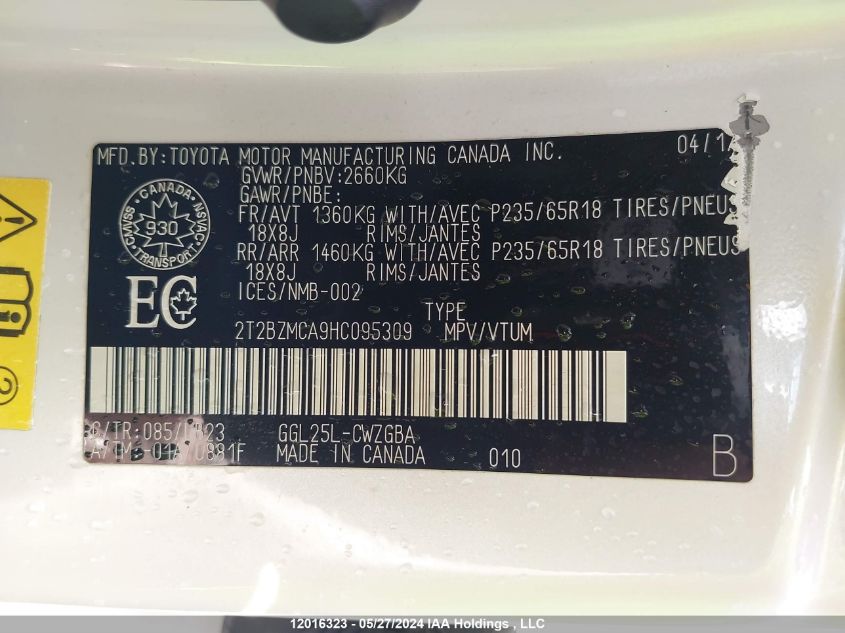 MFD.BY:TOYOTA MOTOR MANUFACTURING CANADA INC.
GVWR/PNBV:2660KG
GAWR/PNBE:
FR/AVT 1360KG WITH/AVEC P235/65R18 TIRES/PNEUS
18X8J RIMS/JANTES
RR/ARR 1460KG WITH/AVEC P235/65R18 TIRES/PNEUS
18X8J RIMS/JANTES
ICES/NMB-002
CANADA
CMVSS
NSVAC
930
TRANSPORT
EC
TYPE
2T2BZMCA9HC095309 MPV/VTUM
GGL25L-CWZGBA
MADE IN CANADA 010
B
2
12016323 - 05/27/2024 IAA Holdings , LLC